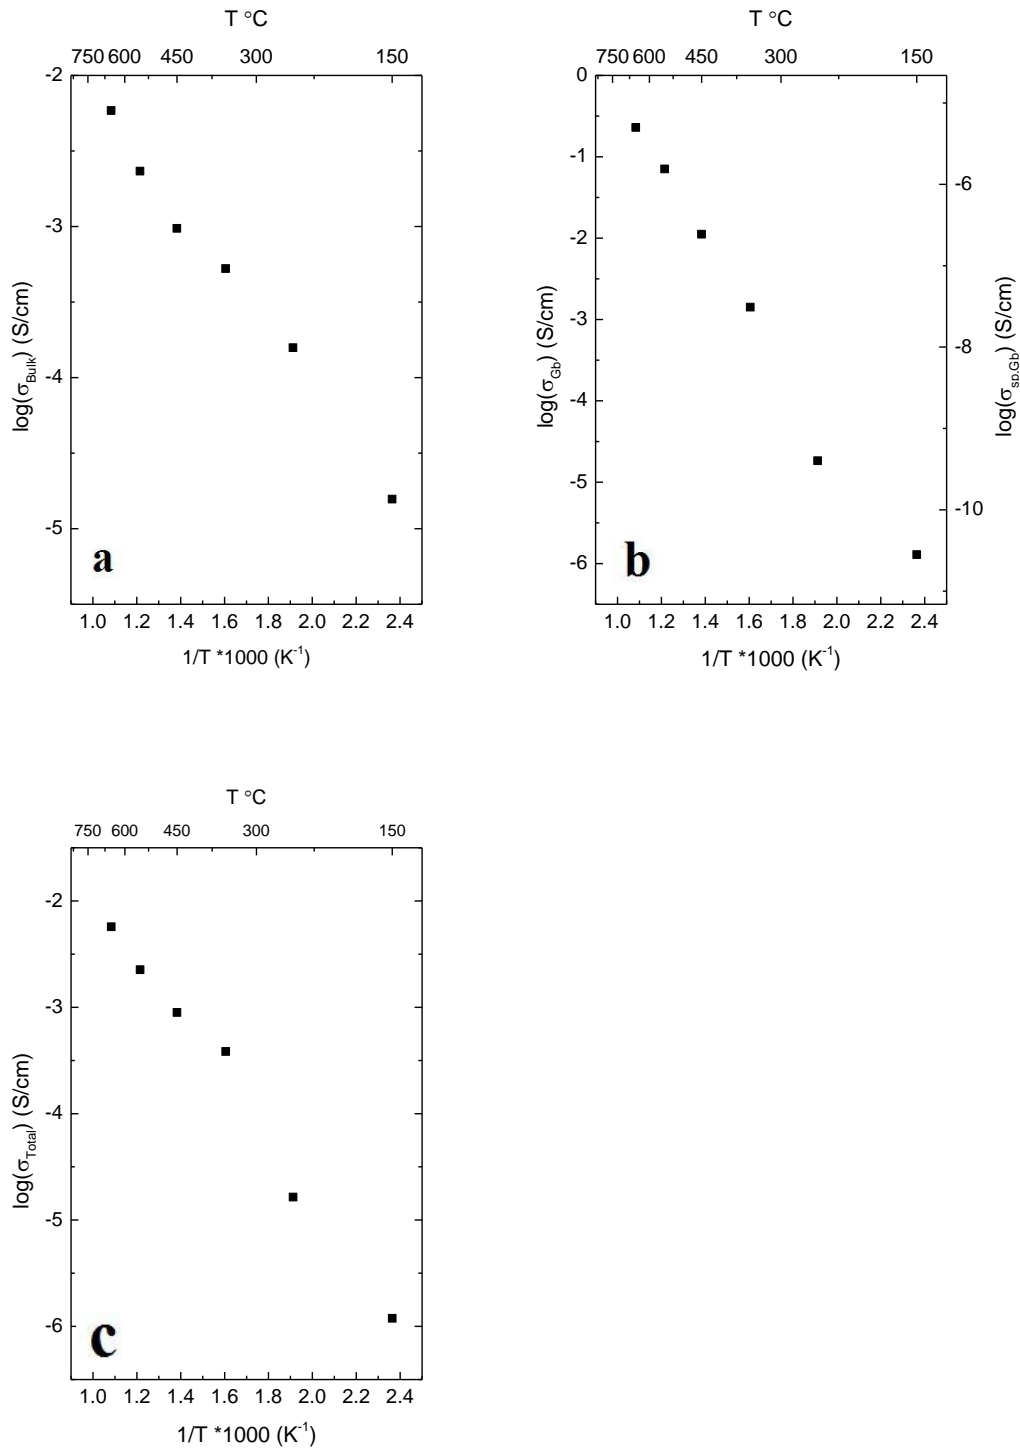 T °C
750 600 450 300 150
-2
-3
-4
-5
log(σBulk) (S/cm)
a
1.0 1.2 1.4 1.6 1.8 2.0 2.2 2.4
1/T *1000 (K-1)
T °C
750 600 450 300 150
0
-1
-2
-3
-4
-5
-6
log(σGb) (S/cm)
-6
-8
-10
log(σsp.Gb) (S/cm)
b
1.0 1.2 1.4 1.6 1.8 2.0 2.2 2.4
1/T *1000 (K-1)
T °C
750 600 450 300 150
-2
-3
-4
-5
-6
log(σTotal) (S/cm)
c
1.0 1.2 1.4 1.6 1.8 2.0 2.2 2.4
1/T *1000 (K-1)